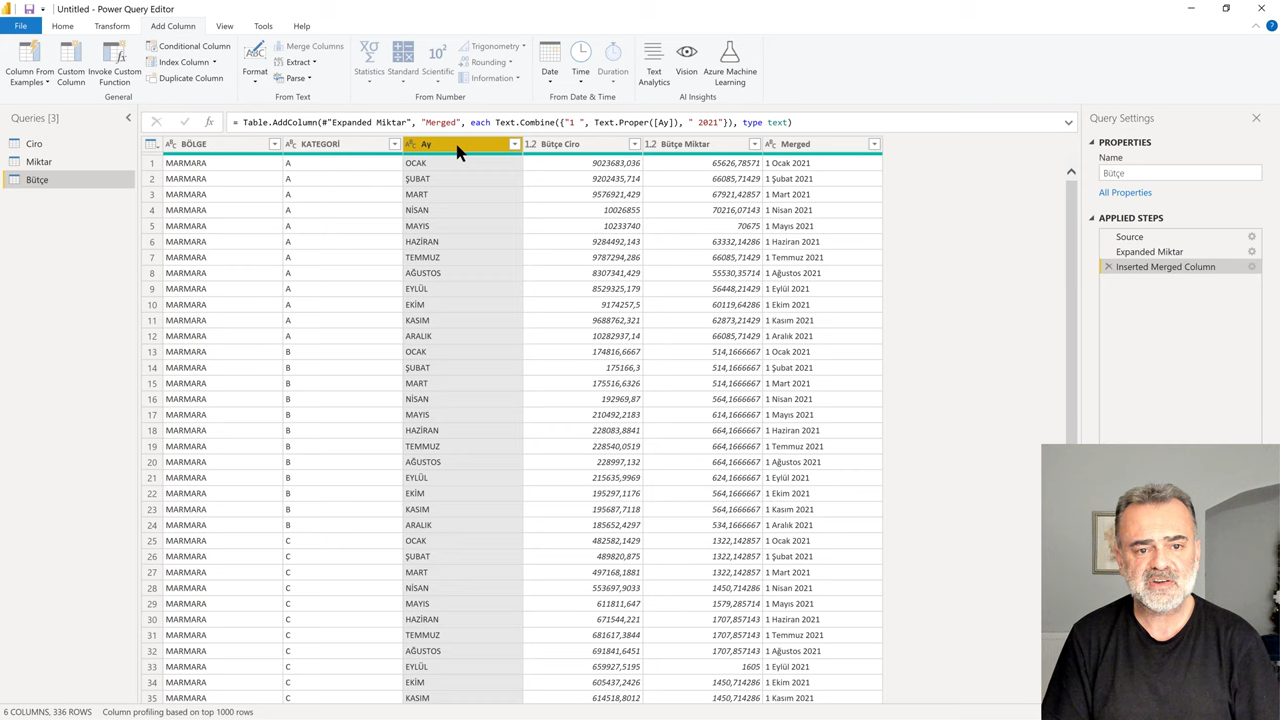 Untitled - Power Query Editor
File Home Transform Add Column View Tools Help
Column From Examples
Custom Column
Invoke Custom Function
Conditional Column
Index Column
Duplicate Column
General
Format
Merge Columns
Extract
Parse
From Text
Statistics
Standard
Scientific
Trigonometry
Rounding
Information
From Number
Date
Time
Duration
From Date & Time
Text Analytics
Vision
Azure Machine Learning
AI Insights
Queries [3]
Ciro
Miktar
Bütçe
= Table.AddColumn(#"Expanded Miktar", "Merged", each Text.Combine({"1 ", Text.Proper([Ay]), " 2021"}), type text)
BÖLGE KATEGORİ Ay 1.2 Bütçe Ciro 1.2 Bütçe Miktar Merged
1 MARMARA A OCAK 9023683,036 65626,78571 1 Ocak 2021
2 MARMARA A ŞUBAT 9202435,714 66085,71429 1 Şubat 2021
3 MARMARA A MART 9576921,429 67921,42857 1 Mart 2021
4 MARMARA A NİSAN 10026855 70216,07143 1 Nisan 2021
5 MARMARA A MAYIS 10233740 70675 1 Mayıs 2021
6 MARMARA A HAZİRAN 9284492,143 63332,14286 1 Haziran 2021
7 MARMARA A TEMMUZ 9787294,286 66085,71429 1 Temmuz 2021
8 MARMARA A AĞUSTOS 8307341,429 55530,35714 1 Ağustos 2021
9 MARMARA A EYLÜL 8529325,179 56448,21429 1 Eylül 2021
10 MARMARA A EKİM 9174257,5 60119,64286 1 Ekim 2021
11 MARMARA A KASIM 9688762,321 62873,21429 1 Kasım 2021
12 MARMARA A ARALIK 10282937,14 66085,71429 1 Aralık 2021
13 MARMARA B OCAK 174816,6667 514,1666667 1 Ocak 2021
14 MARMARA B ŞUBAT 175166,3 514,1666667 1 Şubat 2021
15 MARMARA B MART 175516,6326 514,1666667 1 Mart 2021
16 MARMARA B NİSAN 192969,87 564,1666667 1 Nisan 2021
17 MARMARA B MAYIS 210492,2183 614,1666667 1 Mayıs 2021
18 MARMARA B HAZİRAN 228083,8841 664,1666667 1 Haziran 2021
19 MARMARA B TEMMUZ 228540,0519 664,1666667 1 Temmuz 2021
20 MARMARA B AĞUSTOS 228997,132 664,1666667 1 Ağustos 2021
21 MARMARA B EYLÜL 215635,9969 624,1666667 1 Eylül 2021
22 MARMARA B EKİM 195297,1176 564,1666667 1 Ekim 2021
23 MARMARA B KASIM 195687,7118 564,1666667 1 Kasım 2021
24 MARMARA B ARALIK 185652,4297 534,1666667 1 Aralık 2021
25 MARMARA C OCAK 482582,1429 1322,142857 1 Ocak 2021
26 MARMARA C ŞUBAT 489820,875 1322,142857 1 Şubat 2021
27 MARMARA C MART 497168,1881 1322,142857 1 Mart 2021
28 MARMARA C NİSAN 553697,9033 1450,714286 1 Nisan 2021
29 MARMARA C MAYIS 611811,647 1579,285714 1 Mayıs 2021
30 MARMARA C HAZİRAN 671544,221 1707,857143 1 Haziran 2021
31 MARMARA C TEMMUZ 681617,3844 1707,857143 1 Temmuz 2021
32 MARMARA C AĞUSTOS 691841,6451 1707,857143 1 Ağustos 2021
33 MARMARA C EYLÜL 659927,5195 1605 1 Eylül 2021
34 MARMARA C EKİM 605437,2426 1450,714286 1 Ekim 2021
35 MARMARA C KASIM 614518,8012 1450,714286 1 Kasım 2021
Query Settings
PROPERTIES
Name
Bütçe
All Properties
APPLIED STEPS
Source
Expanded Miktar
Inserted Merged Column
6 COLUMNS, 336 ROWS Column profiling based on top 1000 rows